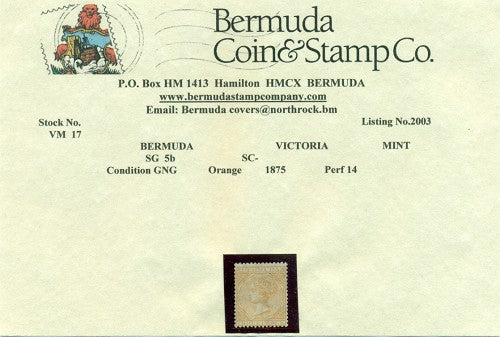 Bermuda
Coin&Stamp Co.
P.O. Box HM 1413 Hamilton HMCX BERMUDA
www.bermudastampcompany.com
Email: Bermuda covers@northrock.bm
Stock No. Listing No.2003
VM 17
BERMUDA VICTORIA MINT
SG 5b SC-
Condition GNG Orange 1875 Perf 14